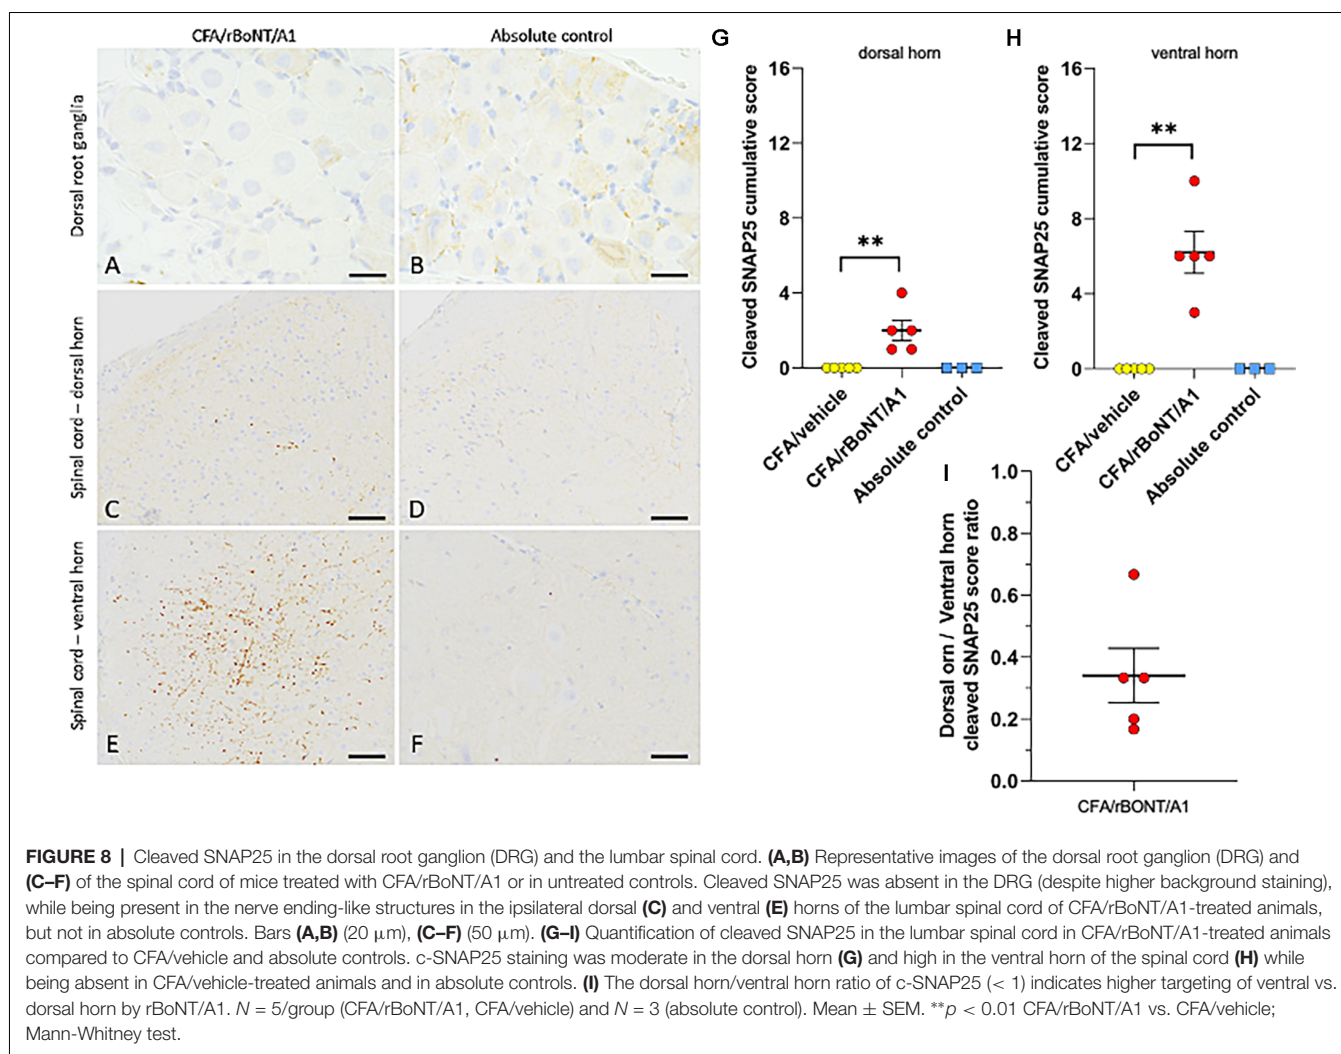 CFA/rBoNT/A1
Absolute control
Dorsal root ganglia
A
B
Spinal cord – dorsal horn
C
D
Spinal cord – ventral horn
E
F
G
dorsal horn
Cleaved SNAP25 cumulative score
16
12
8
4
0
**
CFA/vehicle
CFA/rBoNT/A1
Absolute control
H
ventral horn
Cleaved SNAP25 cumulative score
16
12
8
4
0
**
CFA/vehicle
CFA/rBoNT/A1
Absolute control
I
Dorsal orn / Ventral horn
cleaved SNAP25 score ratio
1.0
0.8
0.6
0.4
0.2
0.0
CFA/rBONT/A1
FIGURE 8 | Cleaved SNAP25 in the dorsal root ganglion (DRG) and the lumbar spinal cord. (A,B) Representative images of the dorsal root ganglion (DRG) and
(C–F) of the spinal cord of mice treated with CFA/rBoNT/A1 or in untreated controls. Cleaved SNAP25 was absent in the DRG (despite higher background staining),
while being present in the nerve ending-like structures in the ipsilateral dorsal (C) and ventral (E) horns of the lumbar spinal cord of CFA/rBoNT/A1-treated animals,
but not in absolute controls. Bars (A,B) (20 μm), (C–F) (50 μm). (G–I) Quantification of cleaved SNAP25 in the lumbar spinal cord in CFA/rBoNT/A1-treated animals
compared to CFA/vehicle and absolute controls. c-SNAP25 staining was moderate in the dorsal horn (G) and high in the ventral horn of the spinal cord (H) while
being absent in CFA/vehicle-treated animals and in absolute controls. (I) The dorsal horn/ventral horn ratio of c-SNAP25 (< 1) indicates higher targeting of ventral vs.
dorsal horn by rBoNT/A1. N = 5/group (CFA/rBoNT/A1, CFA/vehicle) and N = 3 (absolute control). Mean ± SEM. **p < 0.01 CFA/rBoNT/A1 vs. CFA/vehicle;
Mann-Whitney test.